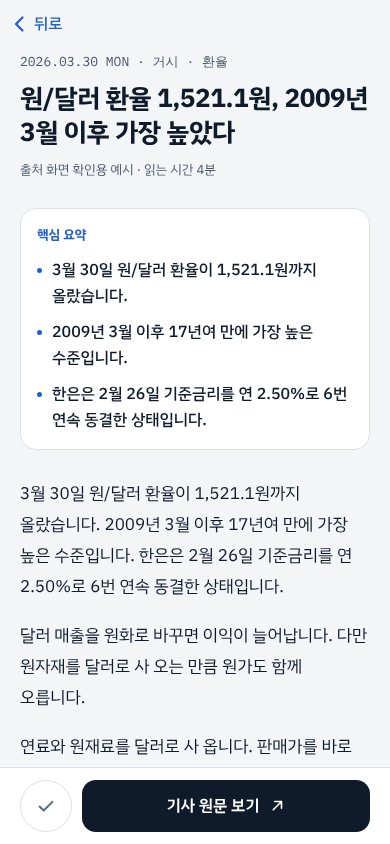 뒤로
2026.03.30 MON · 거시 · 환율
원/달러 환율 1,521.1원, 2009년
3월 이후 가장 높았다
출처 화면 확인용 예시 · 읽는 시간 4분
핵심 요약
• 3월 30일 원/달러 환율이 1,521.1원까지
올랐습니다.
• 2009년 3월 이후 17년여 만에 가장 높은
수준입니다.
• 한은은 2월 26일 기준금리를 연 2.50%로 6번
연속 동결한 상태입니다.
3월 30일 원/달러 환율이 1,521.1원까지
올랐습니다. 2009년 3월 이후 17년여 만에 가장
높은 수준입니다. 한은은 2월 26일 기준금리를 연
2.50%로 6번 연속 동결한 상태입니다.
달러 매출을 원화로 바꾸면 이익이 늘어납니다. 다만
원자재를 달러로 사 오는 만큼 원가도 함께
오릅니다.
연료와 원재료를 달러로 사 옵니다. 판매가를 바로
기사 원문 보기 ↗